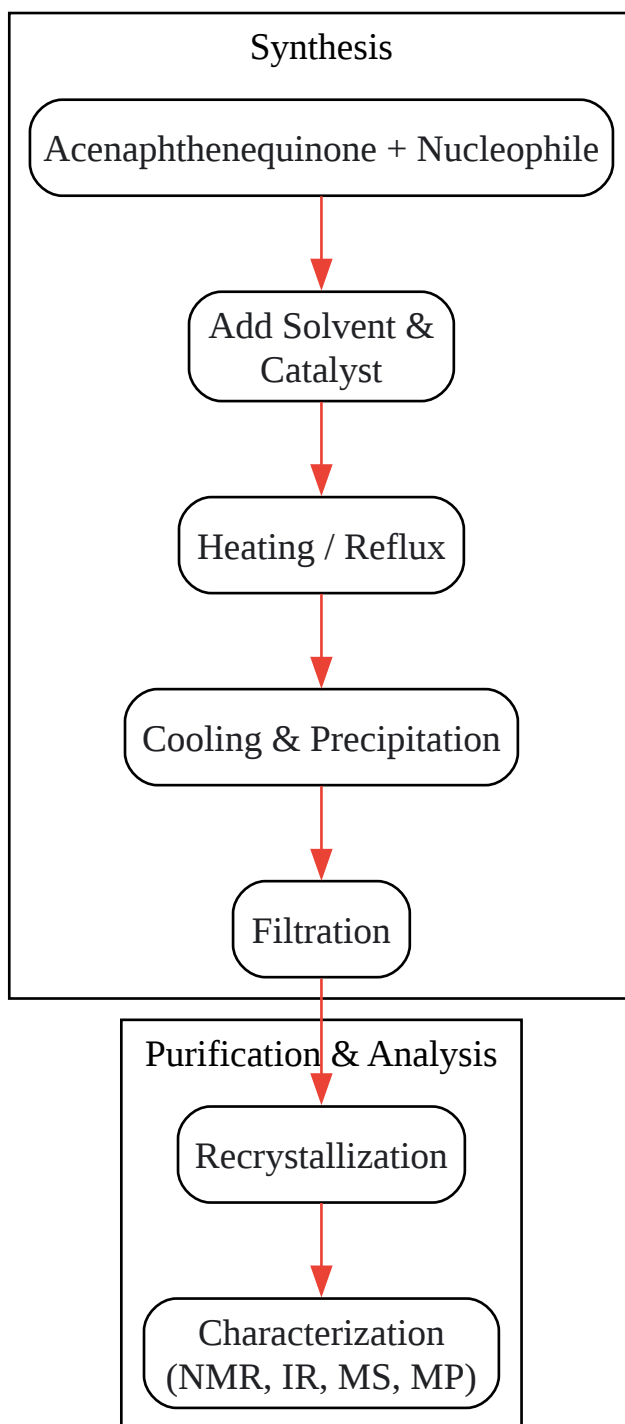 Synthesis
Acenaphthenequinone + Nucleophile
Add Solvent &
Catalyst
Heating / Reflux
Cooling & Precipitation
Filtration
Purification & Analysis
Recrystallization
Characterization
(NMR, IR, MS, MP)